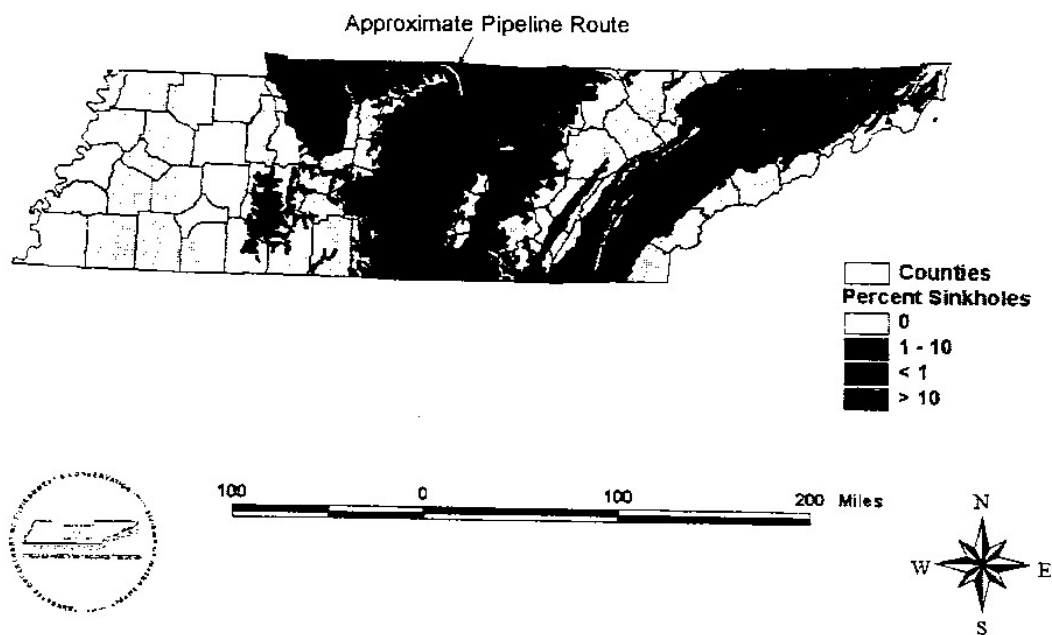 Approximate Pipeline Route
Counties
Percent Sinkholes
0
1 - 10
< 1
> 10
100 0 100 200 Miles
N
W E
S